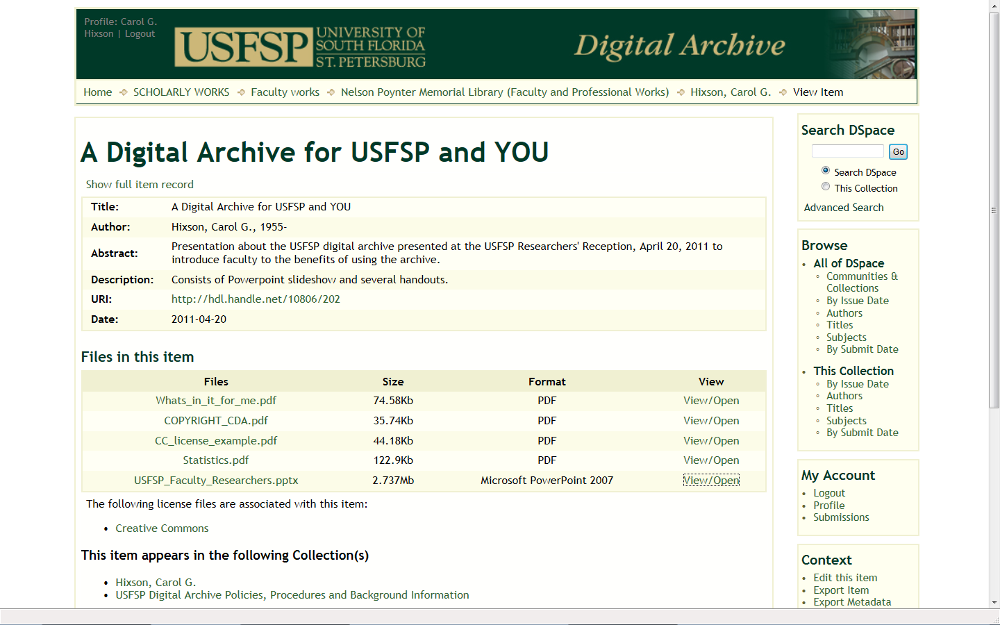 Profile: Carol G.
Hixson | Logout
USFSP
UNIVERSITY OF
SOUTH FLORIDA
ST. PETERSBURG
Digital Archive
Home SCHOLARLY WORKS Faculty works Nelson Poynter Memorial Library (Faculty and Professional Works) Hixson, Carol G. View Item
A Digital Archive for USFSP and YOU
Show full item record
Title: A Digital Archive for USFSP and YOU
Author: Hixson, Carol G., 1955-
Abstract: Presentation about the USFSP digital archive presented at the USFSP Researchers' Reception, April 20, 2011 to
introduce faculty to the benefits of using the archive.
Description: Consists of Powerpoint slideshow and several handouts.
URI: http://hdl.handle.net/10806/202
Date: 2011-04-20
Files in this item
Files Size Format View
Whats_in_it_for_me.pdf 74.58Kb PDF View/Open
COPYRIGHT_CDA.pdf 35.74Kb PDF View/Open
CC_license_example.pdf 44.18Kb PDF View/Open
Statistics.pdf 122.9Kb PDF View/Open
USFSP_Faculty_Researchers.pptx 2.737Mb Microsoft PowerPoint 2007 View/Open
The following license files are associated with this item:
Creative Commons
This item appears in the following Collection(s)
Hixson, Carol G.
USFSP Digital Archive Policies, Procedures and Background Information
Search DSpace
Go
Search DSpace
This Collection
Advanced Search
Browse
All of DSpace
Communities &
Collections
By Issue Date
Authors
Titles
Subjects
By Submit Date
This Collection
By Issue Date
Authors
Titles
Subjects
By Submit Date
My Account
Logout
Profile
Submissions
Context
Edit this item
Export Item
Export Metadata